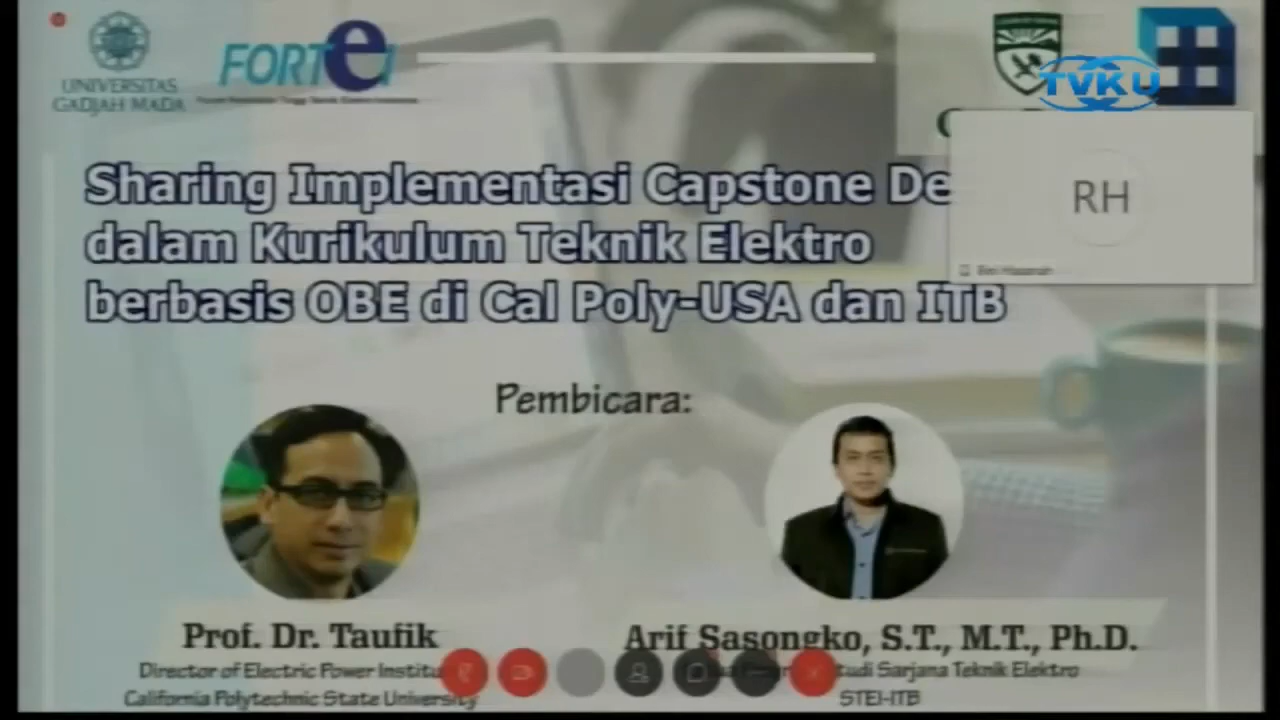 UNIVERSITAS
GADJAH MADA
FORTEI
TVKU
RH
Sharing Implementasi Capstone De
dalam Kurikulum Teknik Elektro
berbasis OBE di Cal Poly-USA dan ITB
Pembicara:
Prof. Dr. Taufik
Director of Electric Power Institu
California Polytechnic State University
Arif Sasongko, S.T., M.T., Ph.D.
tudi Sarjana Teknik Elektro
STEI-ITB